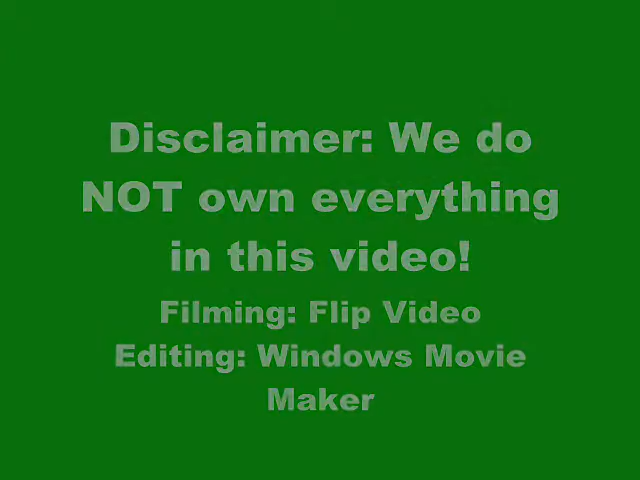 Disclaimer: We do
NOT own everything
in this video!
Filming: Flip Video
Editing: Windows Movie
Maker